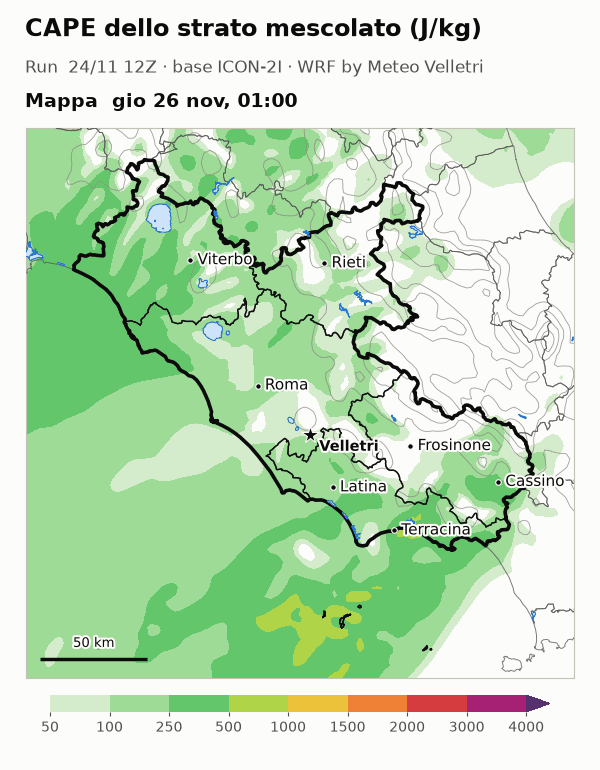 CAPE dello strato mescolato (J/kg)
Run  24/11 12Z · base ICON-2I · WRF by Meteo Velletri
Mappa  gio 26 nov, 01:00
Viterbo
Rieti
Roma
Velletri
Frosinone
Latina
Cassino
Terracina
50 km
50 100 250 500 1000 1500 2000 3000 4000